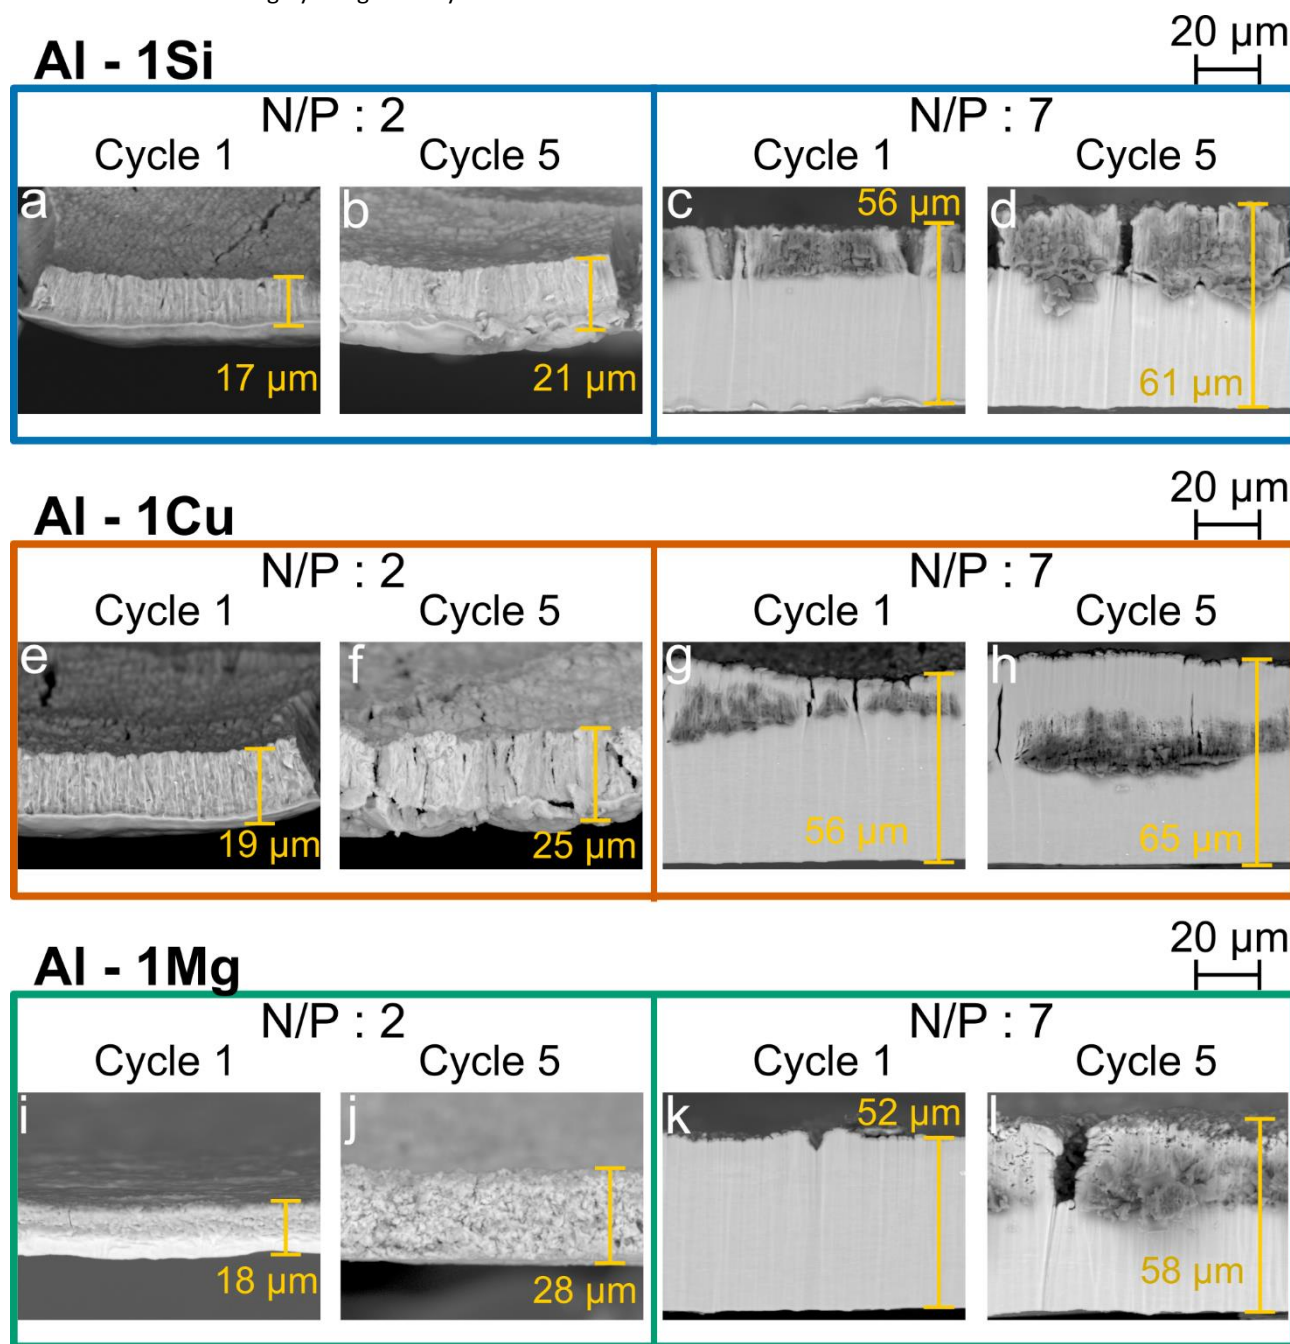 Al - 1Si
20 µm
N/P : 2
N/P : 7
Cycle 1
Cycle 5
Cycle 1
Cycle 5
a
b
c
56 µm
d
17 µm
21 µm
61 µm
Al - 1Cu
20 µm
N/P : 2
N/P : 7
Cycle 1
Cycle 5
Cycle 1
Cycle 5
e
f
g
h
19 µm
25 µm
56 µm
65 µm
Al - 1Mg
20 µm
N/P : 2
N/P : 7
Cycle 1
Cycle 5
Cycle 1
Cycle 5
i
j
k
52 µm
l
18 µm
28 µm
58 µm